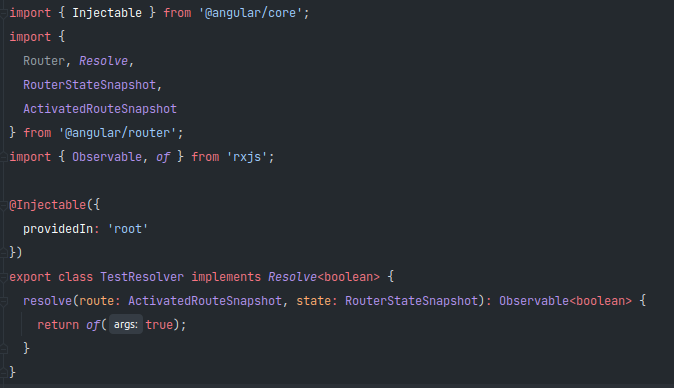 import { Injectable } from '@angular/core';
import {
  Router, Resolve,
  RouterStateSnapshot,
  ActivatedRouteSnapshot
} from '@angular/router';
import { Observable, of } from 'rxjs';

@Injectable({
  providedIn: 'root'
})
export class TestResolver implements Resolve<boolean> {
  resolve(route: ActivatedRouteSnapshot, state: RouterStateSnapshot): Observable<boolean> {
    return of( args: true);
  }
}